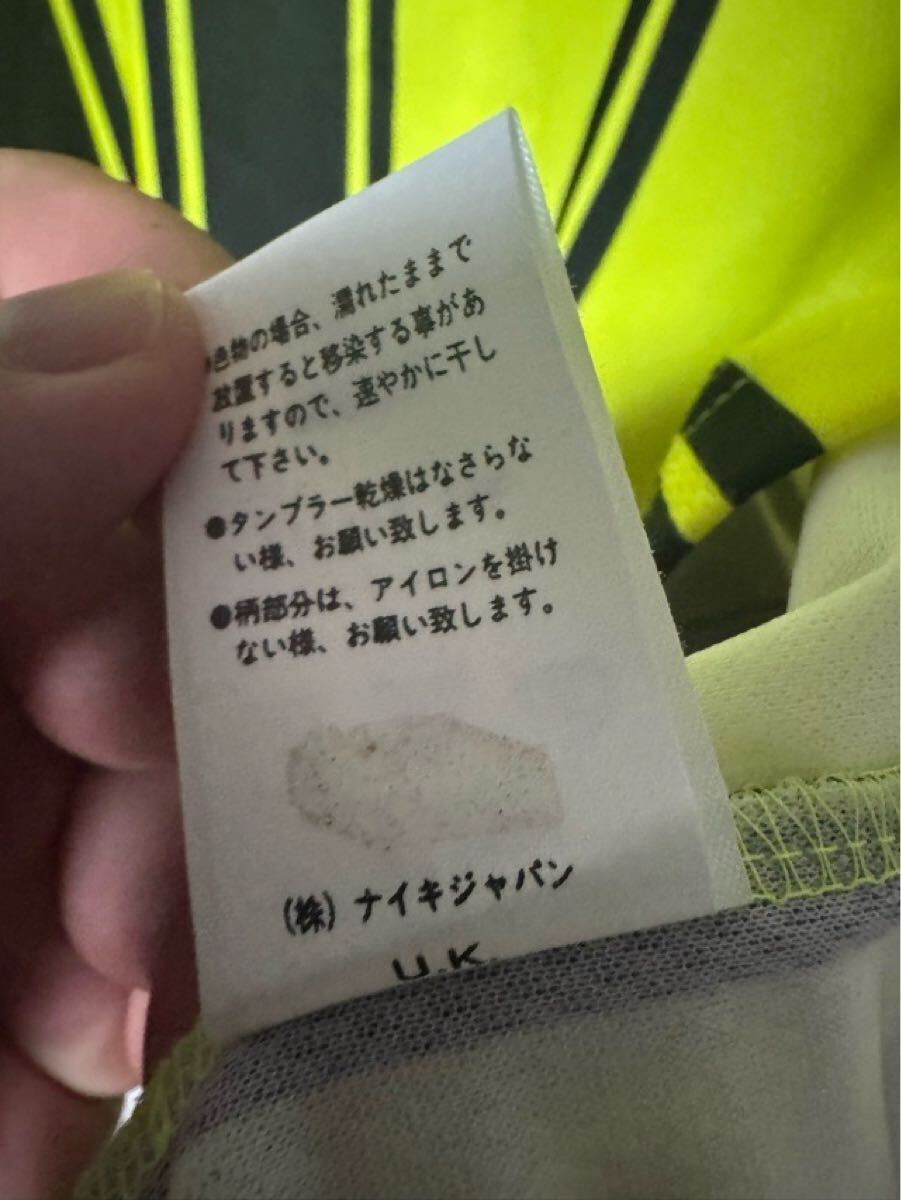 ●色物の場合、濡れたままで
放置すると移染する事があ
りますので、速やかに干し
て下さい。
●タンブラー乾燥はなさらな
い様、お願い致します。
●柄部分は、アイロンを掛け
ない様、お願い致します。
(株) ナイキジャパン
U.K.